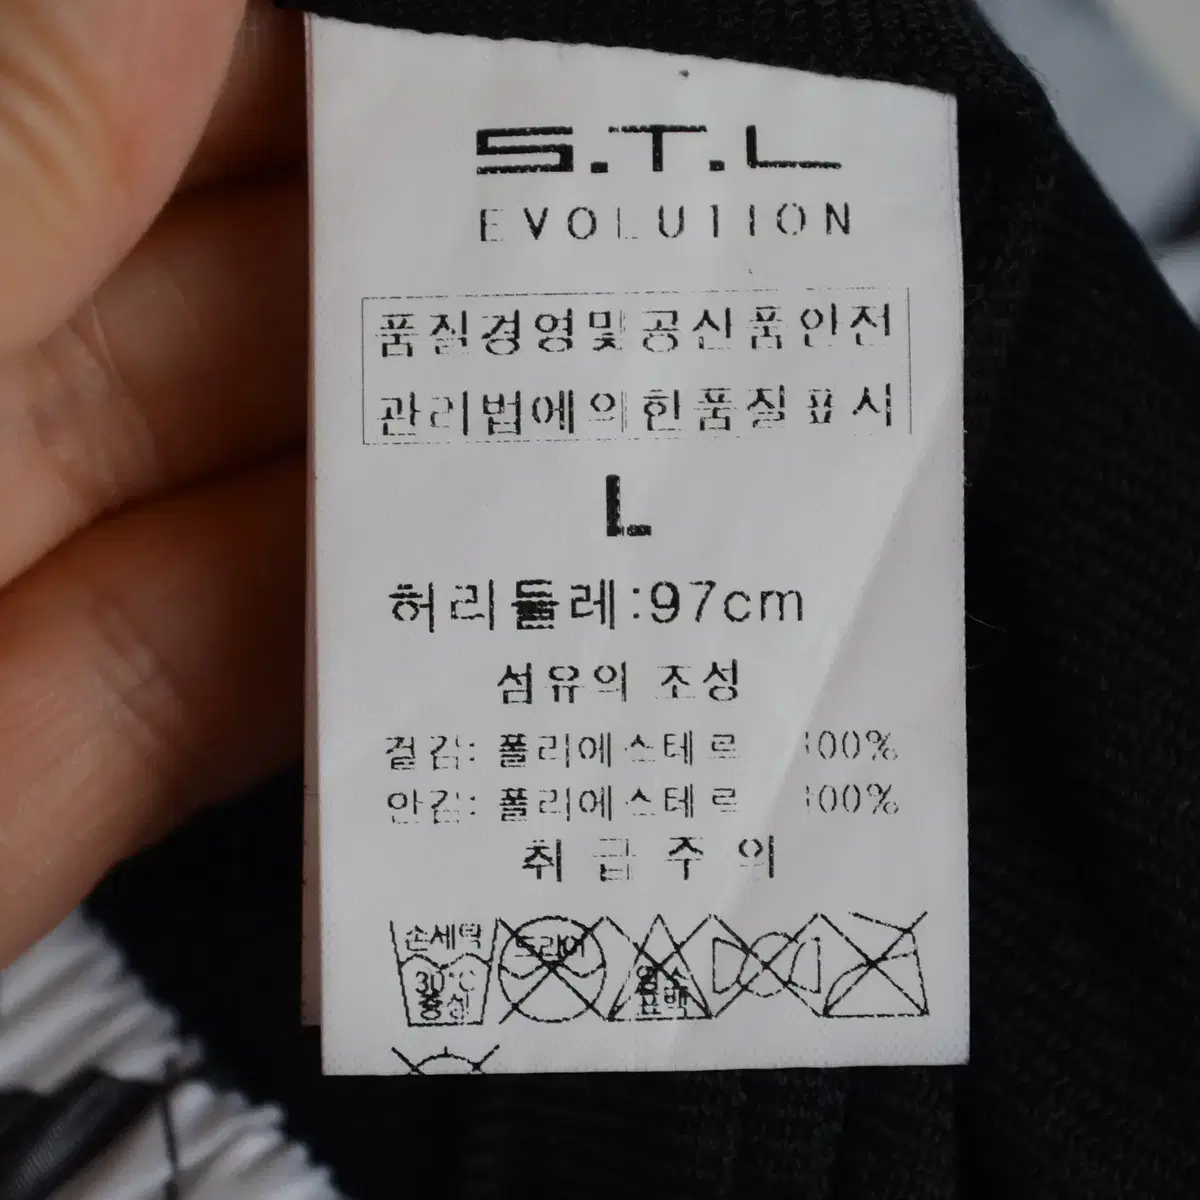 S.T.L
EVOLUTION
품질경영및공산품안전
관리법에의한품질표시
L
허리둘레:97cm
섬유의 조성
겉감: 폴리에스테르 100%
안감: 폴리에스테르 100%
취급주의
손세탁 드라이
30°C 염소
중성 표백